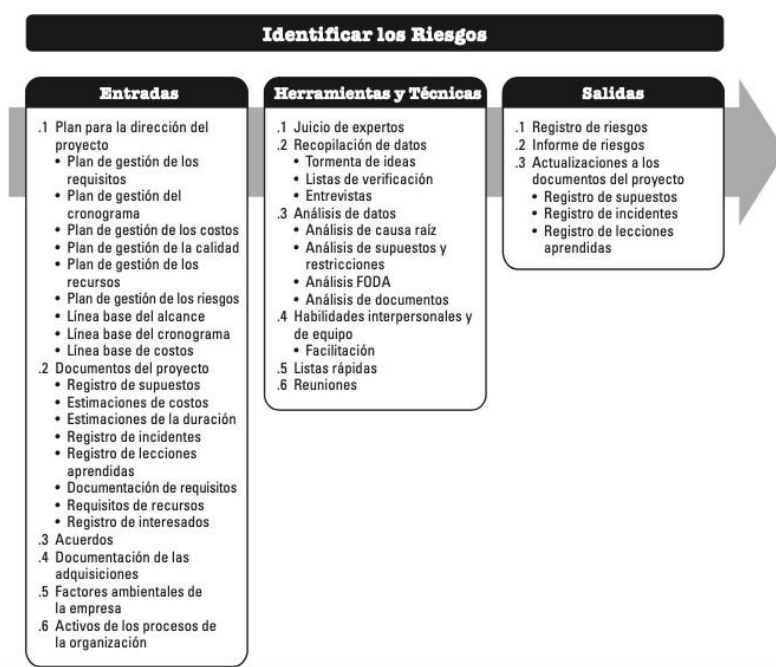 Identificar los Riesgos
Entradas
.1 Plan para la dirección del
proyecto
• Plan de gestión de los
requisitos
• Plan de gestión del
cronograma
• Plan de gestión de los costos
• Plan de gestión de la calidad
• Plan de gestión de los
recursos
• Plan de gestión de los riesgos
• Línea base del alcance
• Línea base del cronograma
• Línea base de costos
.2 Documentos del proyecto
• Registro de supuestos
• Estimaciones de costos
• Estimaciones de la duración
• Registro de incidentes
• Registro de lecciones
aprendidas
• Documentación de requisitos
• Requisitos de recursos
• Registro de interesados
.3 Acuerdos
.4 Documentación de las
adquisiciones
.5 Factores ambientales de
la empresa
.6 Activos de los procesos de
la organización
Herramientas y Técnicas
.1 Juicio de expertos
.2 Recopilación de datos
• Tormenta de ideas
• Listas de verificación
• Entrevistas
.3 Análisis de datos
• Análisis de causa raíz
• Análisis de supuestos y
restricciones
• Análisis FODA
• Análisis de documentos
.4 Habilidades interpersonales y
de equipo
• Facilitación
.5 Listas rápidas
.6 Reuniones
Salidas
.1 Registro de riesgos
.2 Informe de riesgos
.3 Actualizaciones a los
documentos del proyecto
• Registro de supuestos
• Registro de incidentes
• Registro de lecciones
aprendidas